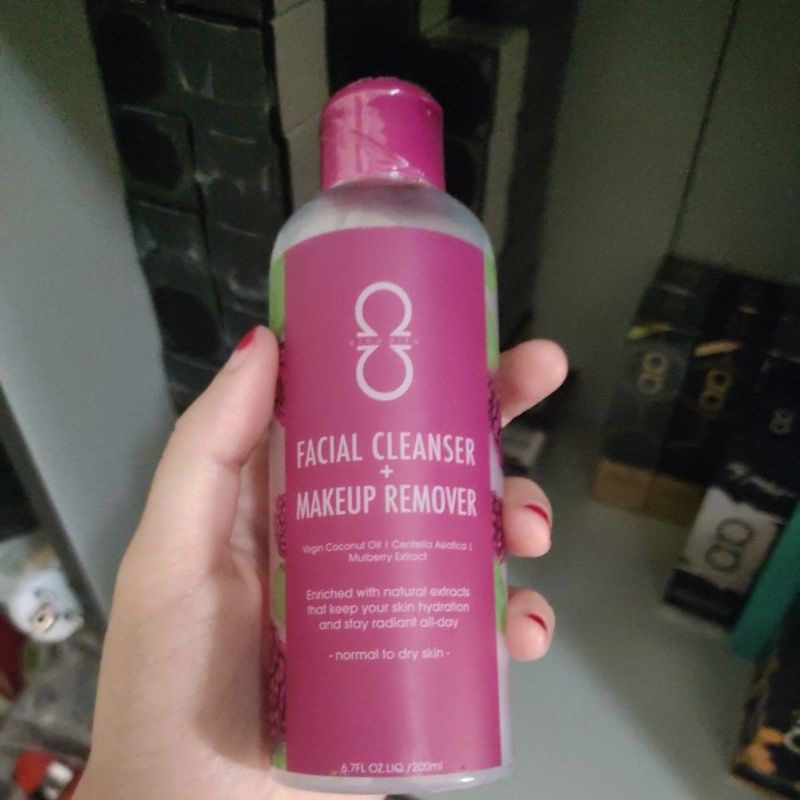 FACIAL CLEANSER
+
MAKEUP REMOVER
Virgin Coconut Oil | Centella Asiatica |
Mulberry Extract
Enriched with natural extracts
that keep your skin hydration
and stay radiant all-day
- normal to dry skin -
6.7FL OZ.LIQ /200ml